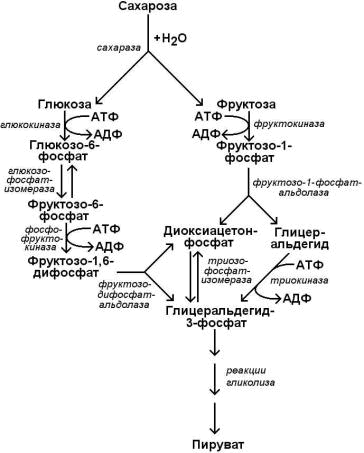 Сахароза
+H2O
сахараза
Глюкоза
Фруктоза
АТФ
АТФ
глюкокиназа
фруктокиназа
АДФ
АДФ
Глюкозо-6-
фосфат
Фруктозо-1-
фосфат
глюкозо-
фосфат-
изомераза
фруктозо-1-фосфат-
альдолаза
Фруктозо-6-
фосфат
фосфо-
фрукто-
киназа
АТФ
АДФ
Диоксиацетон-
фосфат
Глицер-
альдегид
Фруктозо-1,6-
дифосфат
фруктозо-
дифосфат-
альдолаза
триозо-
фосфат-
изомераза
АТФ
триокиназа
АДФ
Глицеральдегид-
3-фосфат
реакции
гликолиза
Пируват